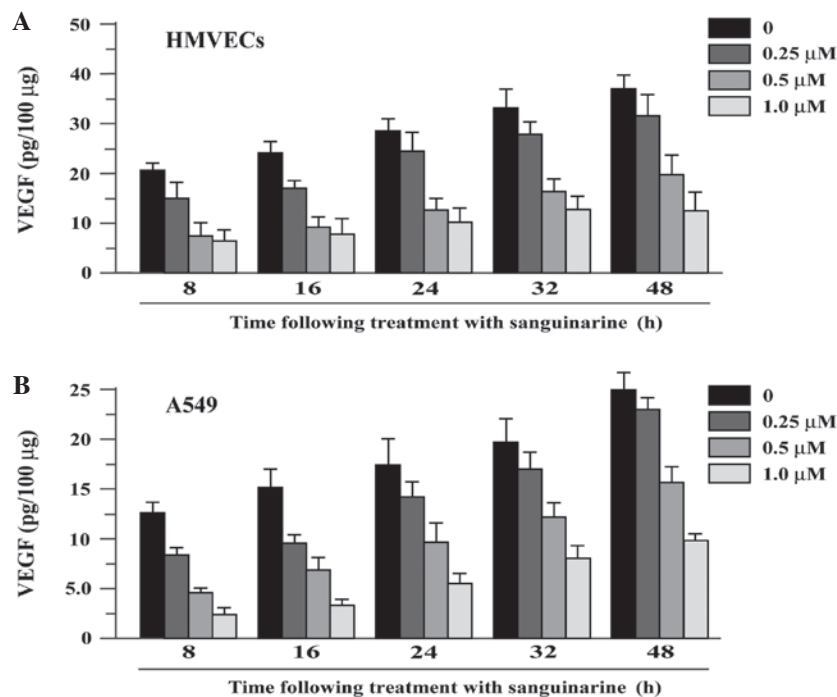 A
HMVECs
VEGF (pg/100 μg)
50
40
30
20
10
0
0
0.25 μM
0.5 μM
1.0 μM
8 16 24 32 48
Time following treatment with sanguinarine (h)
B
A549
VEGF (pg/100 μg)
25
20
15
10
5.0
0
0
0.25 μM
0.5 μM
1.0 μM
8 16 24 32 48
Time following treatment with sanguinarine (h)